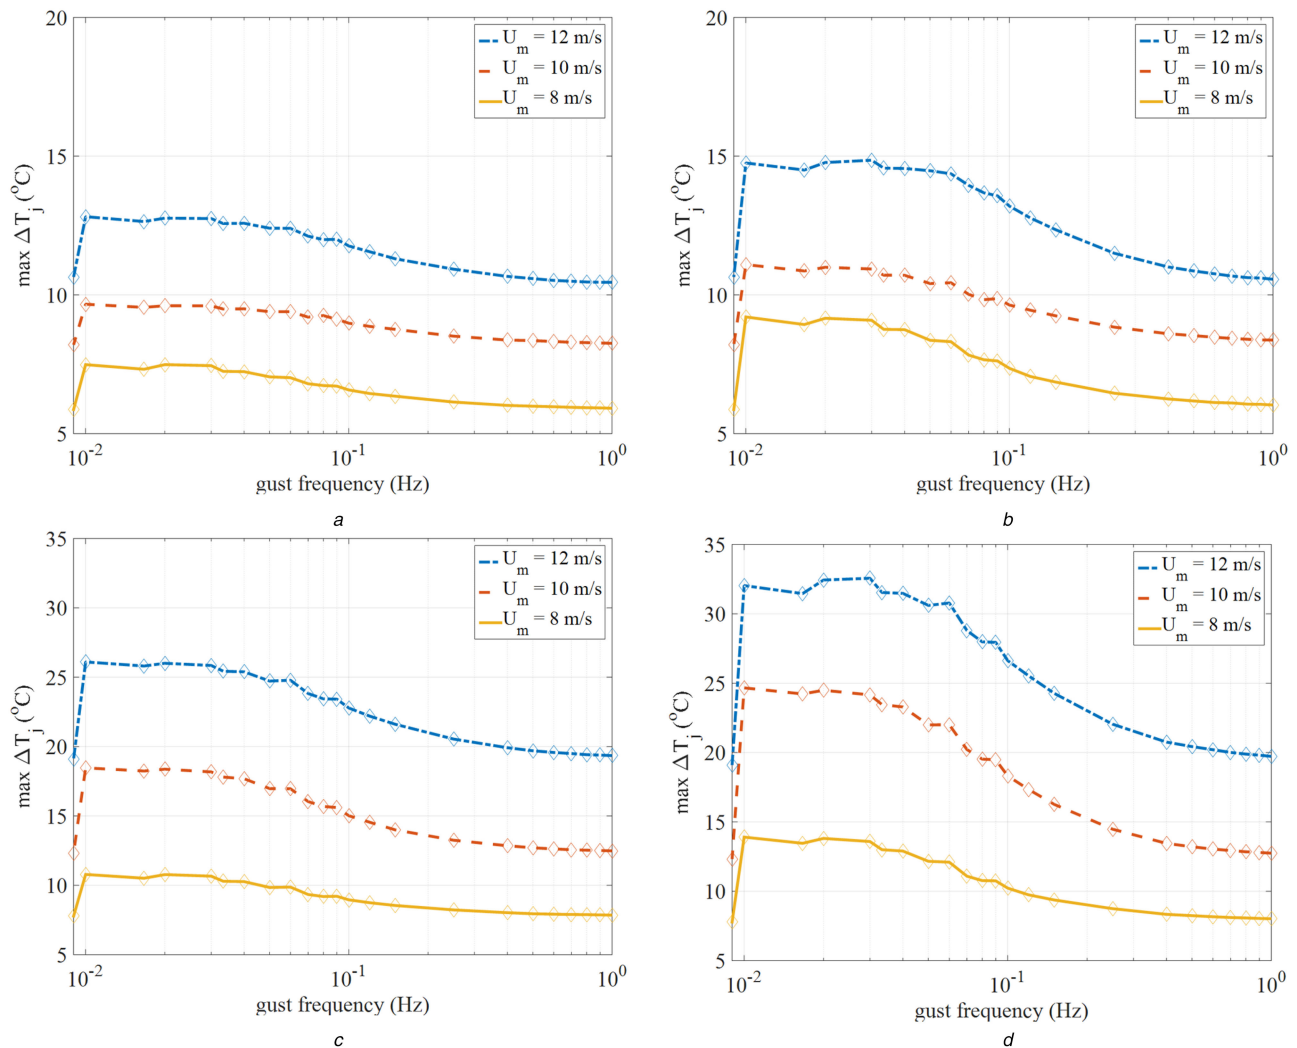 20
15
10
5
max ΔT_j (°C)
U_m = 12 m/s
U_m = 10 m/s
U_m = 8 m/s
10^-2
10^-1
10^0
gust frequency (Hz)
a
20
15
10
5
max ΔT_j (°C)
U_m = 12 m/s
U_m = 10 m/s
U_m = 8 m/s
10^-2
10^-1
10^0
gust frequency (Hz)
b
35
30
25
20
15
10
5
max ΔT_j (°C)
U_m = 12 m/s
U_m = 10 m/s
U_m = 8 m/s
10^-2
10^-1
10^0
gust frequency (Hz)
c
35
30
25
20
15
10
5
max ΔT_j (°C)
U_m = 12 m/s
U_m = 10 m/s
U_m = 8 m/s
10^-2
10^-1
10^0
gust frequency (Hz)
d